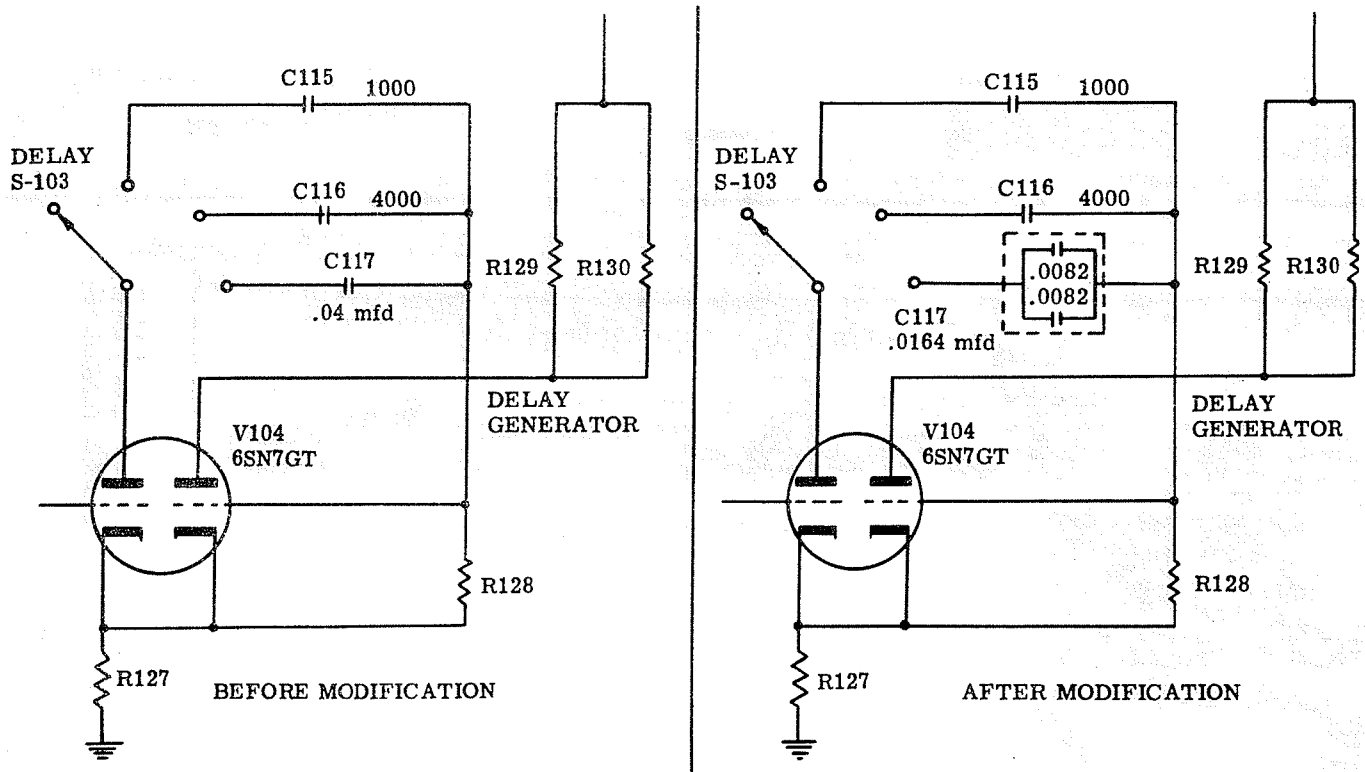 C115
1000
DELAY
S-103
C116
4000
C117
.04 mfd
R129
R130
DELAY
GENERATOR
V104
6SN7GT
R128
R127
BEFORE MODIFICATION
C115
1000
DELAY
S-103
C116
4000
.0082
.0082
C117
.0164 mfd
R129
R130
DELAY
GENERATOR
V104
6SN7GT
R128
R127
AFTER MODIFICATION